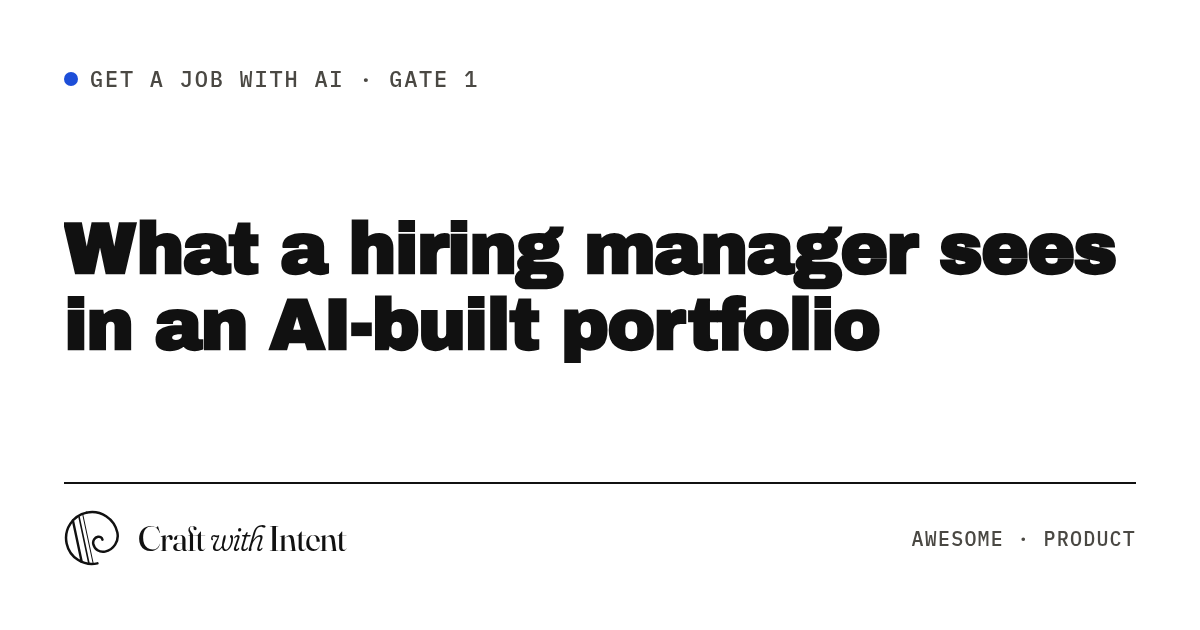 GET A JOB WITH AI · GATE 1
What a hiring manager sees
in an AI-built portfolio
Craft with Intent
AWESOME · PRODUCT